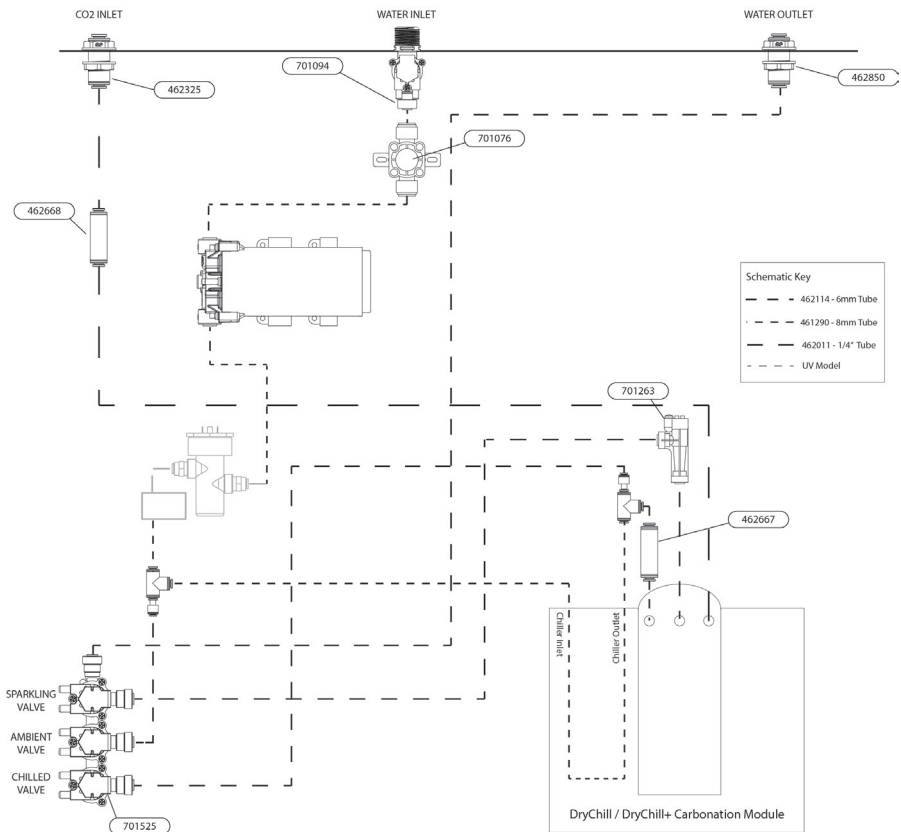 CO2 INLET
WATER INLET
WATER OUTLET
701094
462325
462850
701076
462668
Schematic Key
462114 - 6mm Tube
461290 - 8mm Tube
462011 - 1/4" Tube
UV Model
701263
462667
Chiller Inlet
Chiller Outlet
SPARKLING
VALVE
AMBIENT
VALVE
CHILLED
VALVE
701525
DryChill / DryChill+ Carbonation Module